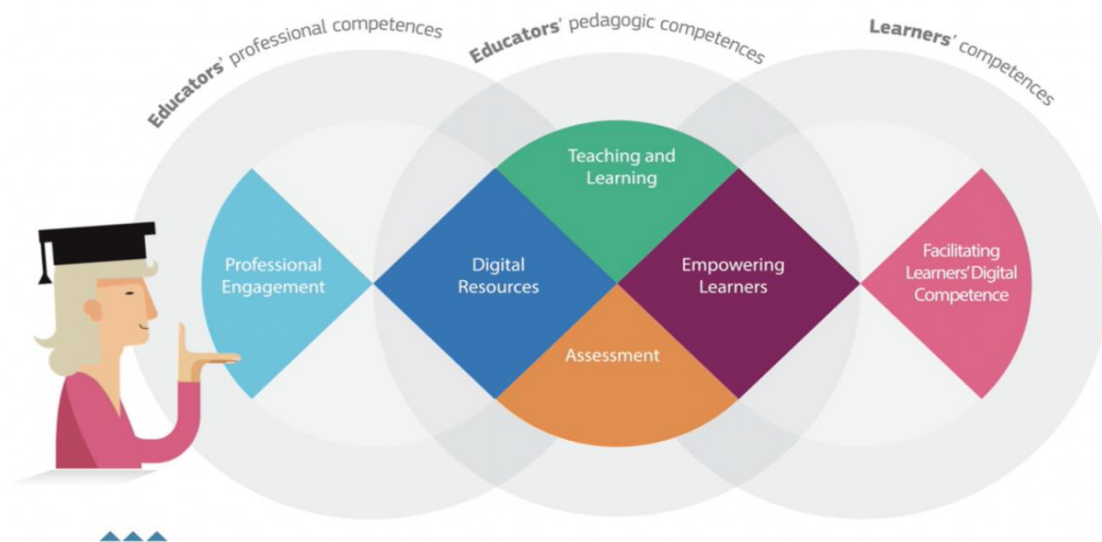 Educators' professional competences
Educators' pedagogic competences
Learners' competences
Professional
Engagement
Digital
Resources
Teaching and
Learning
Assessment
Empowering
Learners
Facilitating
Learners' Digital
Competence